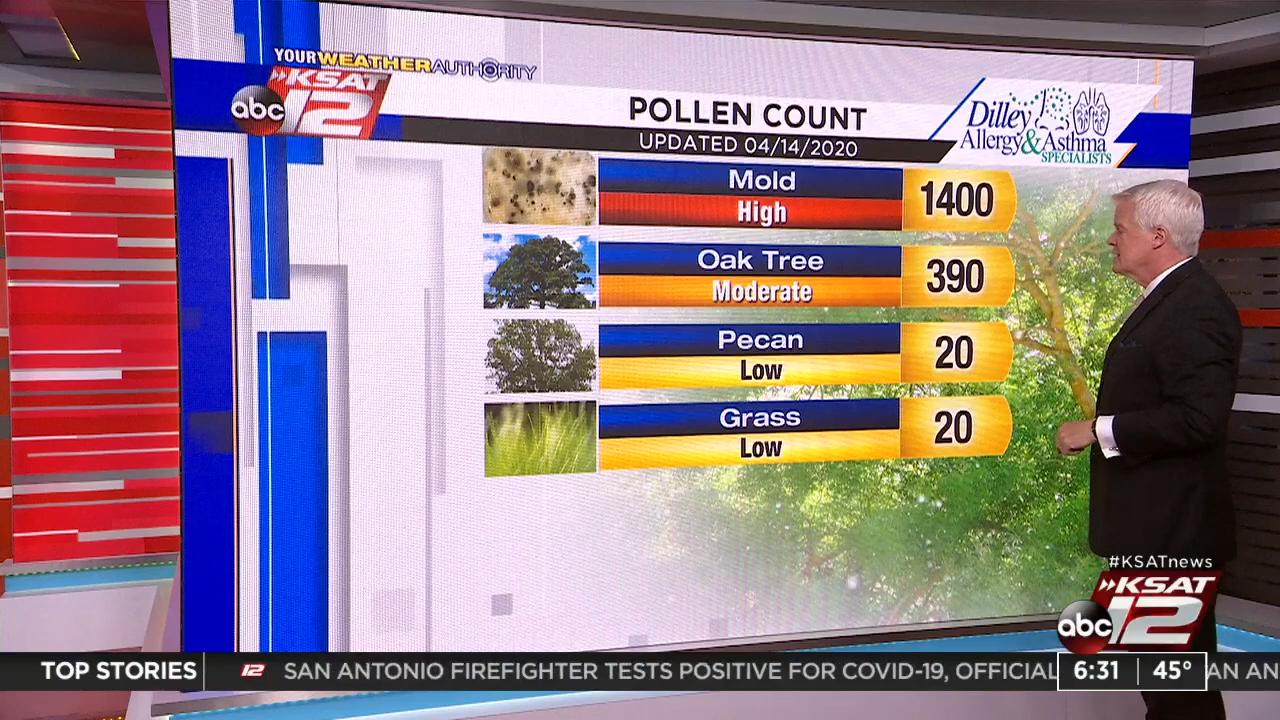 YOUR WEATHER AUTHORITY
KSAT
abc 12
POLLEN COUNT
UPDATED 04/14/2020
Dilley
Allergy & Asthma
SPECIALISTS
Mold
High
1400
Oak Tree
Moderate
390
Pecan
Low
20
Grass
Low
20
#KSATnews
KSAT
abc 12
TOP STORIES
12 SAN ANTONIO FIREFIGHTER TESTS POSITIVE FOR COVID-19, OFFICIAL
6:31 45°
AN AN